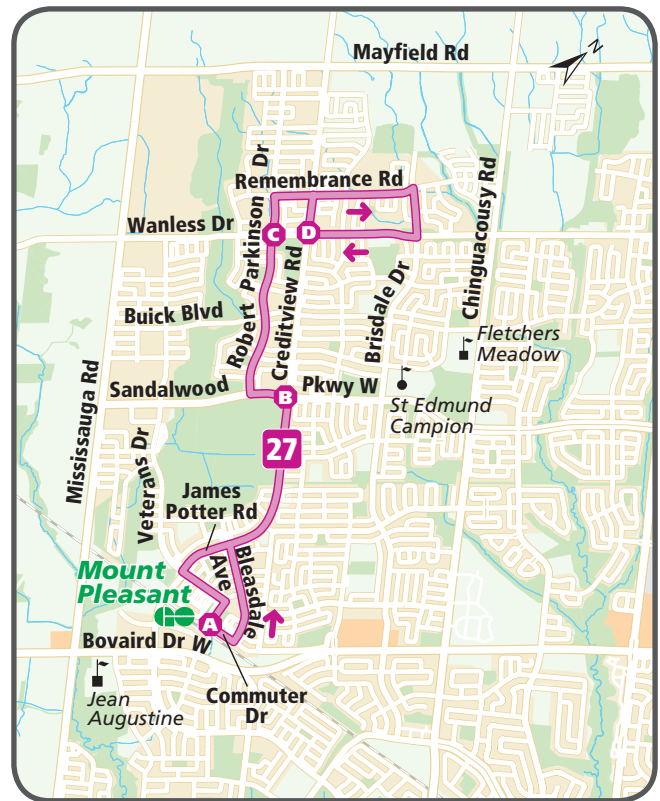 Mayfield Rd
N
Remembrance Rd
Wanless Dr
C
D
Robert Parkinson Dr
Creditview Rd
Chinguacousy Rd
Brisdale Dr
Buick Blvd
Fletchers
Meadow
Sandalwood
Pkwy W
B
St Edmund
Campion
Mississauga Rd
27
Veterans Dr
James
Potter Rd
Bleasdale
Ave
Mount
Pleasant
A
Bovaird Dr W
Jean
Augustine
Commuter
Dr